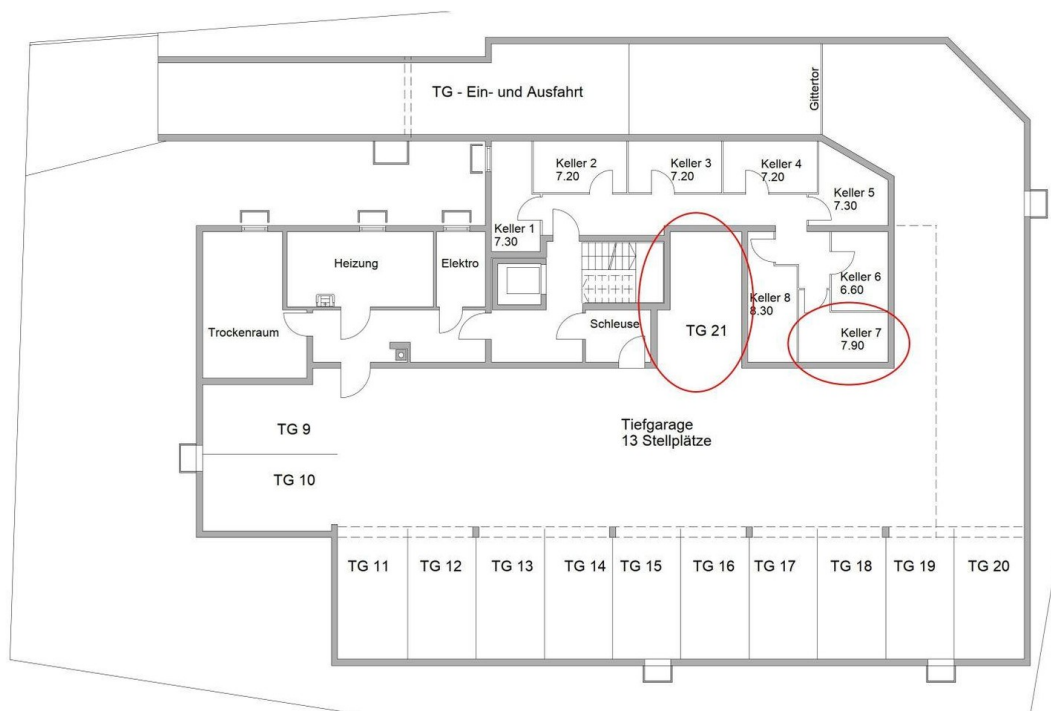 TG - Ein- und Ausfahrt
Gittertor
Keller 2
7.20
Keller 3
7.20
Keller 4
7.20
Keller 5
7.30
Keller 1
7.30
Heizung
Elektro
Keller 6
6.60
Keller 8
8.30
Trockenraum
Schleuse
TG 21
Keller 7
7.90
Tiefgarage
13 Stellplätze
TG 9
TG 10
TG 11
TG 12
TG 13
TG 14
TG 15
TG 16
TG 17
TG 18
TG 19
TG 20